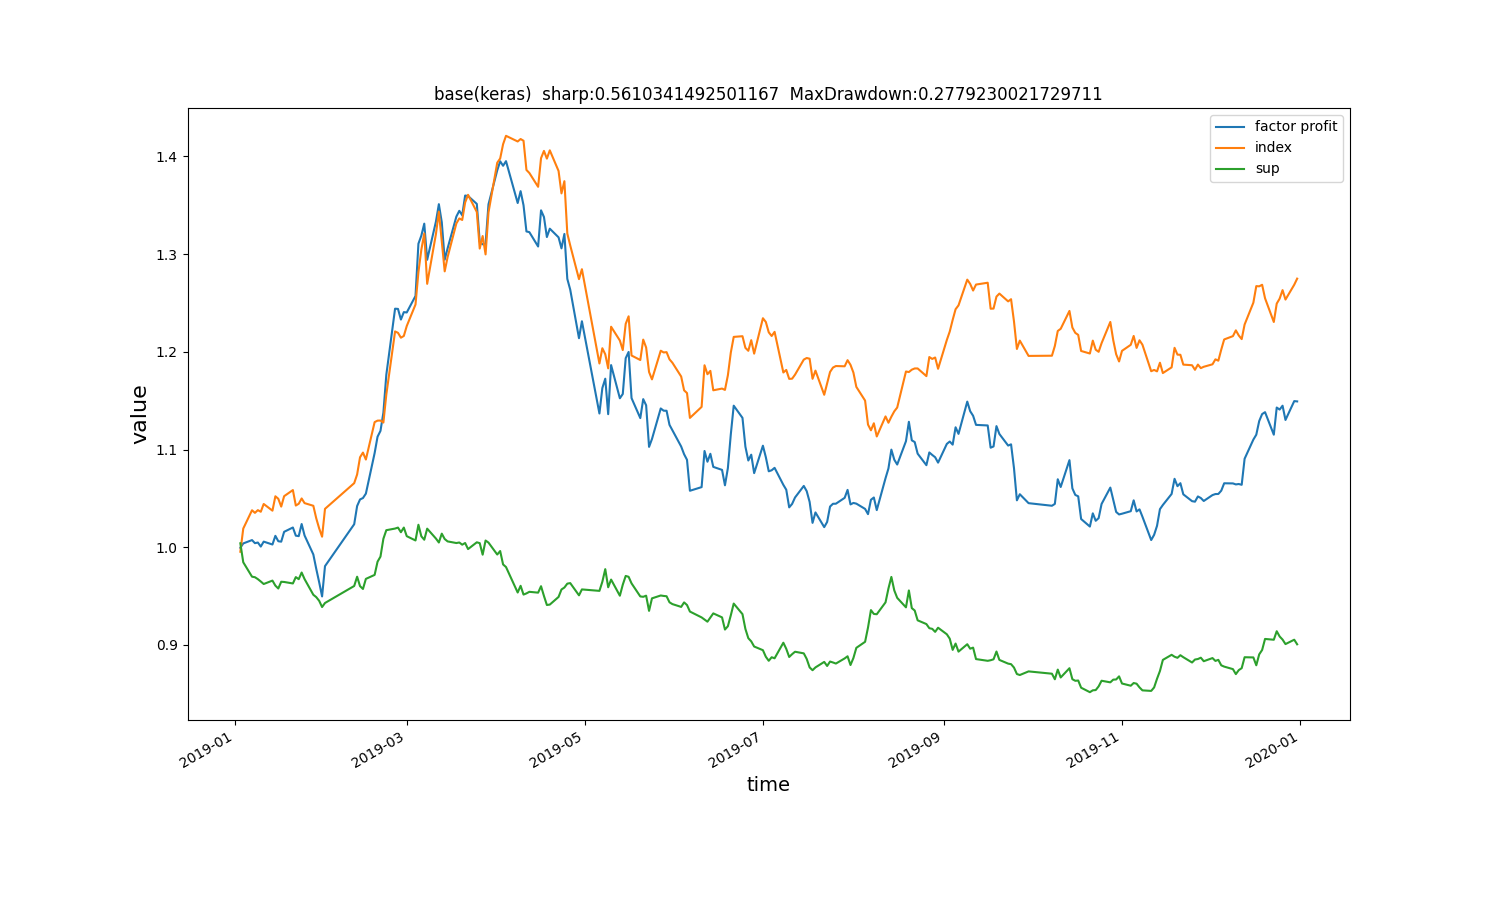 base(keras)  sharp:0.5610341492501167  MaxDrawdown:0.2779230021729711
factor profit
index
sup
value
1.4
1.3
1.2
1.1
1.0
0.9
2019-01
2019-03
2019-05
2019-07
2019-09
2019-11
2020-01
time